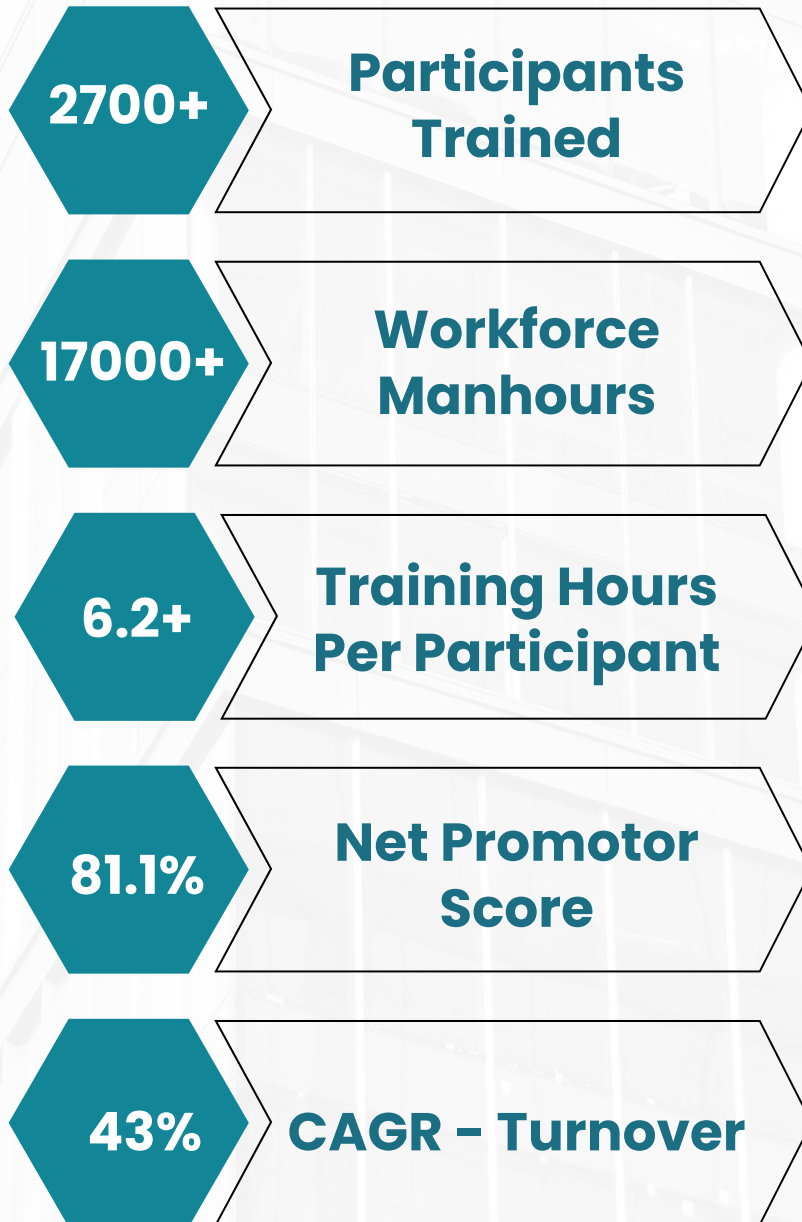 2700+
Participants
Trained
17000+
Workforce
Manhours
6.2+
Training Hours
Per Participant
81.1%
Net Promotor
Score
43%
CAGR - Turnover